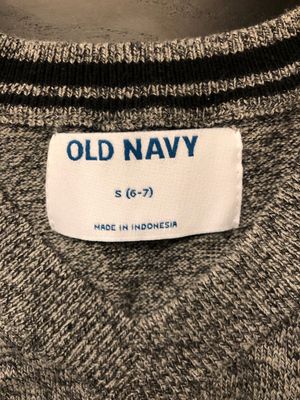 OLD NAVY
S (6-7)
MADE IN INDONESIA